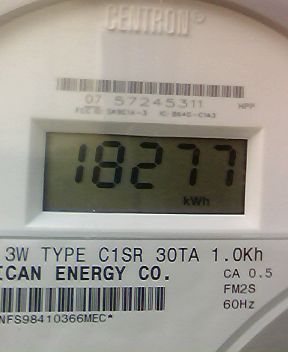 CENTRON®
07 57245311 HPP
18277
kWh
3W TYPE C1SR 30TA 1.0Kh
ICAN ENERGY CO. CA 0.5
FM2S
60Hz
NFS98410366MEC*